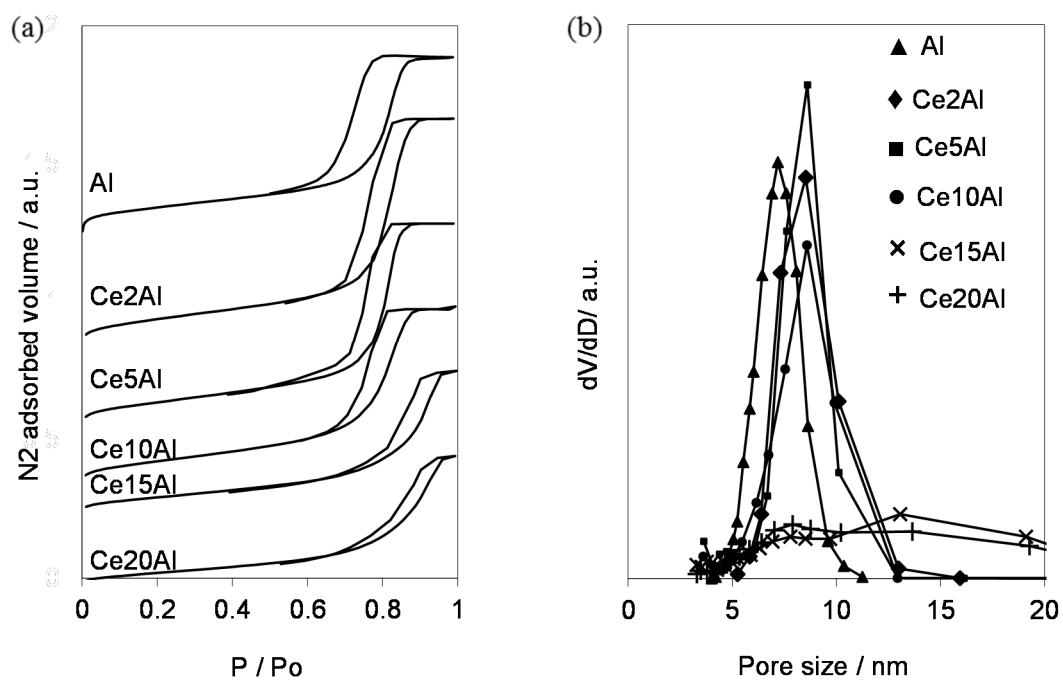 (a)
N2 adsorbed volume / a.u.
Al
Ce2Al
Ce5Al
Ce10Al
Ce15Al
Ce20Al
0 0.2 0.4 0.6 0.8 1
P / Po
(b)
dV/dD/ a.u.
Al
Ce2Al
Ce5Al
Ce10Al
Ce15Al
Ce20Al
0 5 10 15 20
Pore size / nm